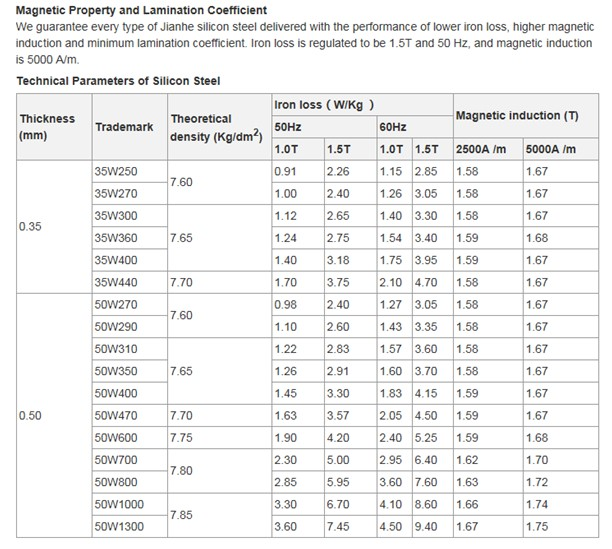 Magnetic Property and Lamination Coefficient
We guarantee every type of Jianhe silicon steel delivered with the performance of lower iron loss, higher magnetic
induction and minimum lamination coefficient. Iron loss is regulated to be 1.5T and 50 Hz, and magnetic induction
is 5000 A/m.
Technical Parameters of Silicon Steel
Thickness (mm) Trademark Theoretical density (Kg/dm²) Iron loss ( W/Kg ) Magnetic induction (T)
50Hz 60Hz
1.0T 1.5T 1.0T 1.5T 2500A /m 5000A /m
0.35 35W250 7.60 0.91 2.26 1.15 2.85 1.58 1.67
35W270 1.00 2.40 1.26 3.05 1.58 1.67
35W300 7.65 1.12 2.65 1.40 3.30 1.58 1.67
35W360 1.24 2.75 1.54 3.40 1.59 1.68
35W400 1.40 3.18 1.75 3.95 1.59 1.67
35W440 7.70 1.70 3.75 2.10 4.70 1.58 1.67
0.50 50W270 7.60 0.98 2.40 1.27 3.05 1.58 1.67
50W290 1.10 2.60 1.43 3.35 1.58 1.67
50W310 7.65 1.22 2.83 1.57 3.60 1.58 1.67
50W350 1.26 2.91 1.60 3.70 1.58 1.67
50W400 1.45 3.30 1.83 4.15 1.59 1.67
50W470 7.70 1.63 3.57 2.05 4.50 1.59 1.67
50W600 7.75 1.90 4.20 2.40 5.25 1.59 1.68
50W700 7.80 2.30 5.00 2.95 6.40 1.62 1.70
50W800 2.85 5.95 3.60 7.60 1.63 1.72
50W1000 7.85 3.30 6.70 4.10 8.60 1.66 1.74
50W1300 3.60 7.45 4.50 9.40 1.67 1.75